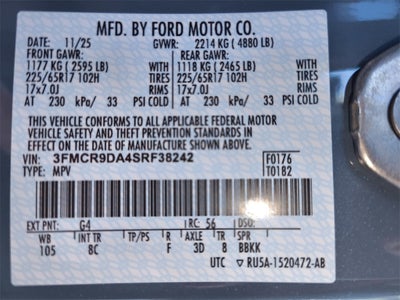 MFD. BY FORD MOTOR CO.
DATE: 11/25 GVWR: 2214 KG ( 4880 LB)
FRONT GAWR: REAR GAWR:
1177 KG ( 2595 LB) 1118 KG ( 2465 LB)
225/65R17 102H TIRES 225/65R17 102H TIRES
17x7.0J RIMS 17x7.0J RIMS
AT 230 kPa/ 33 PSI COLD AT 230 kPa/ 33 PSI COLD
THIS VEHICLE CONFORMS TO ALL APPLICABLE FEDERAL MOTOR
VEHICLE SAFETY AND BUMPER AND THEFT PREVENTION STANDARDS IN
EFFECT ON THE DATE OF MANUFACTURE SHOWN ABOVE.
VIN: 3FMCR9DA4SRF38242 F0176
TYPE: MPV T0182
EXT PNT: G4 RC: 56 DSO:
WB INT TR TP/PS R AXLE TR SPR
105 8C F 3D 8 BBKK
UTC RU5A-1520472-AB